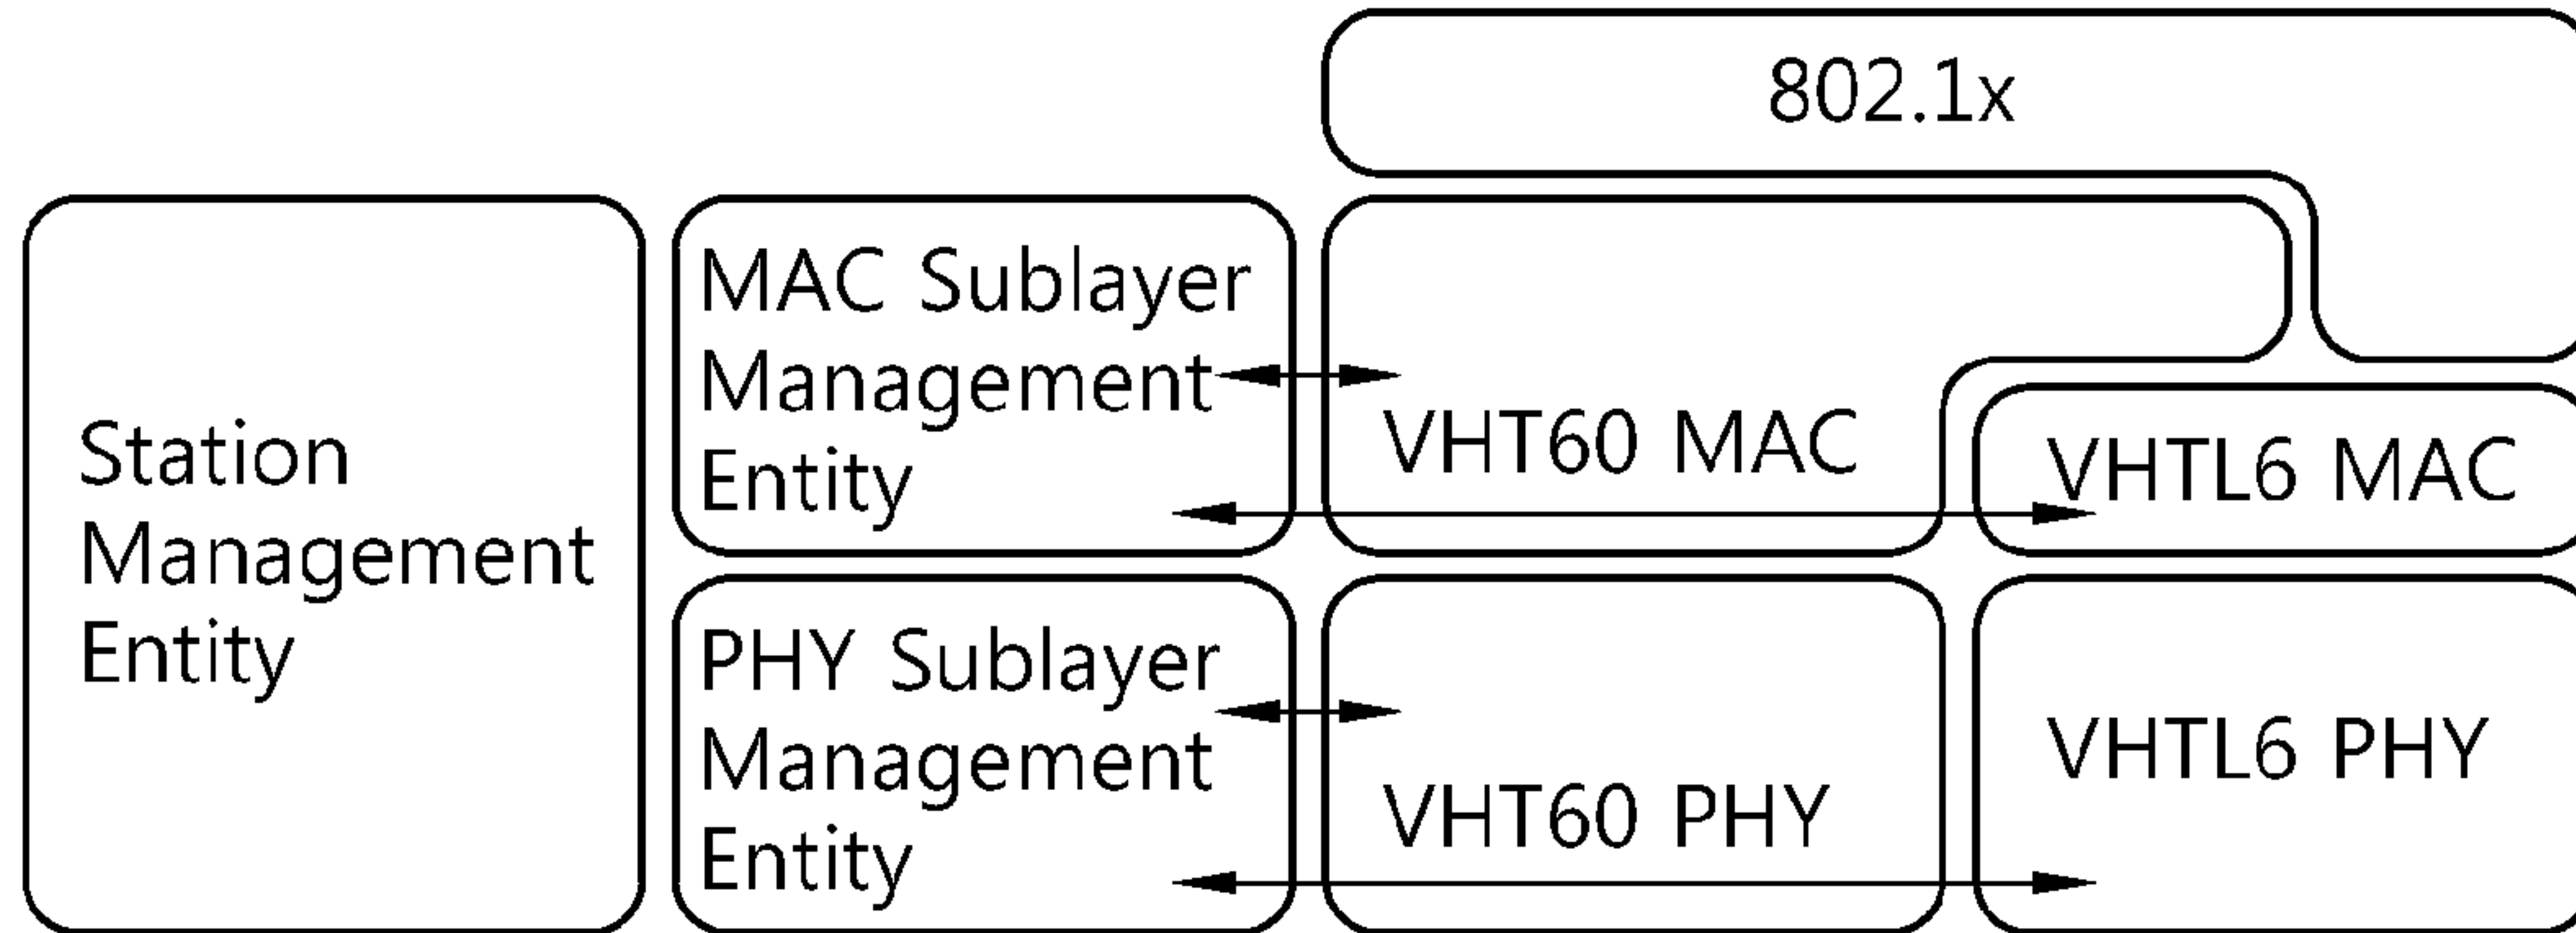 802.1x
Station
Management
Entity
MAC Sublayer
Management
Entity
VHT60 MAC
VHTL6 MAC
PHY Sublayer
Management
Entity
VHT60 PHY
VHTL6 PHY